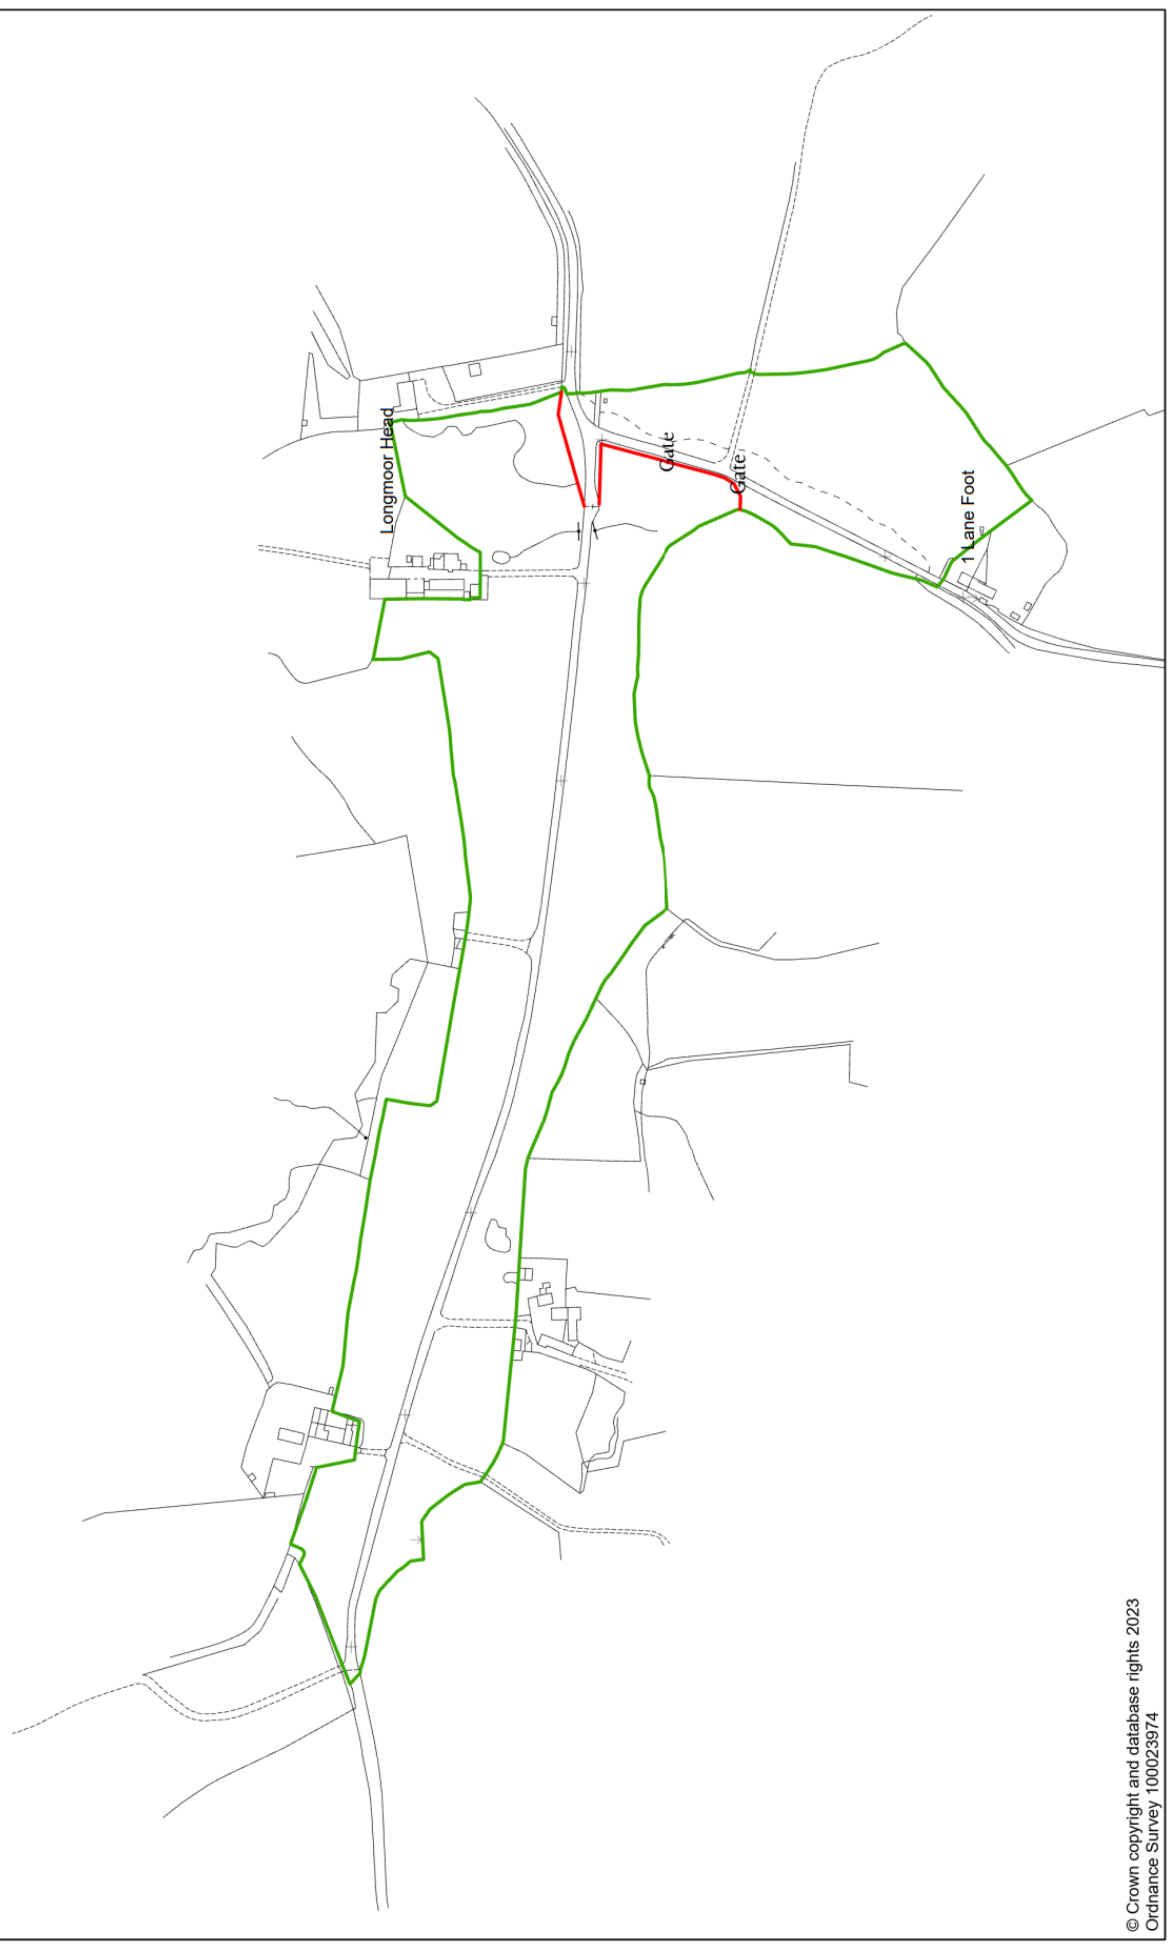 Longmoor Head
Gate
Gate
1 Lane Foot
© Crown copyright and database rights 2023
Ordnance Survey 100023974